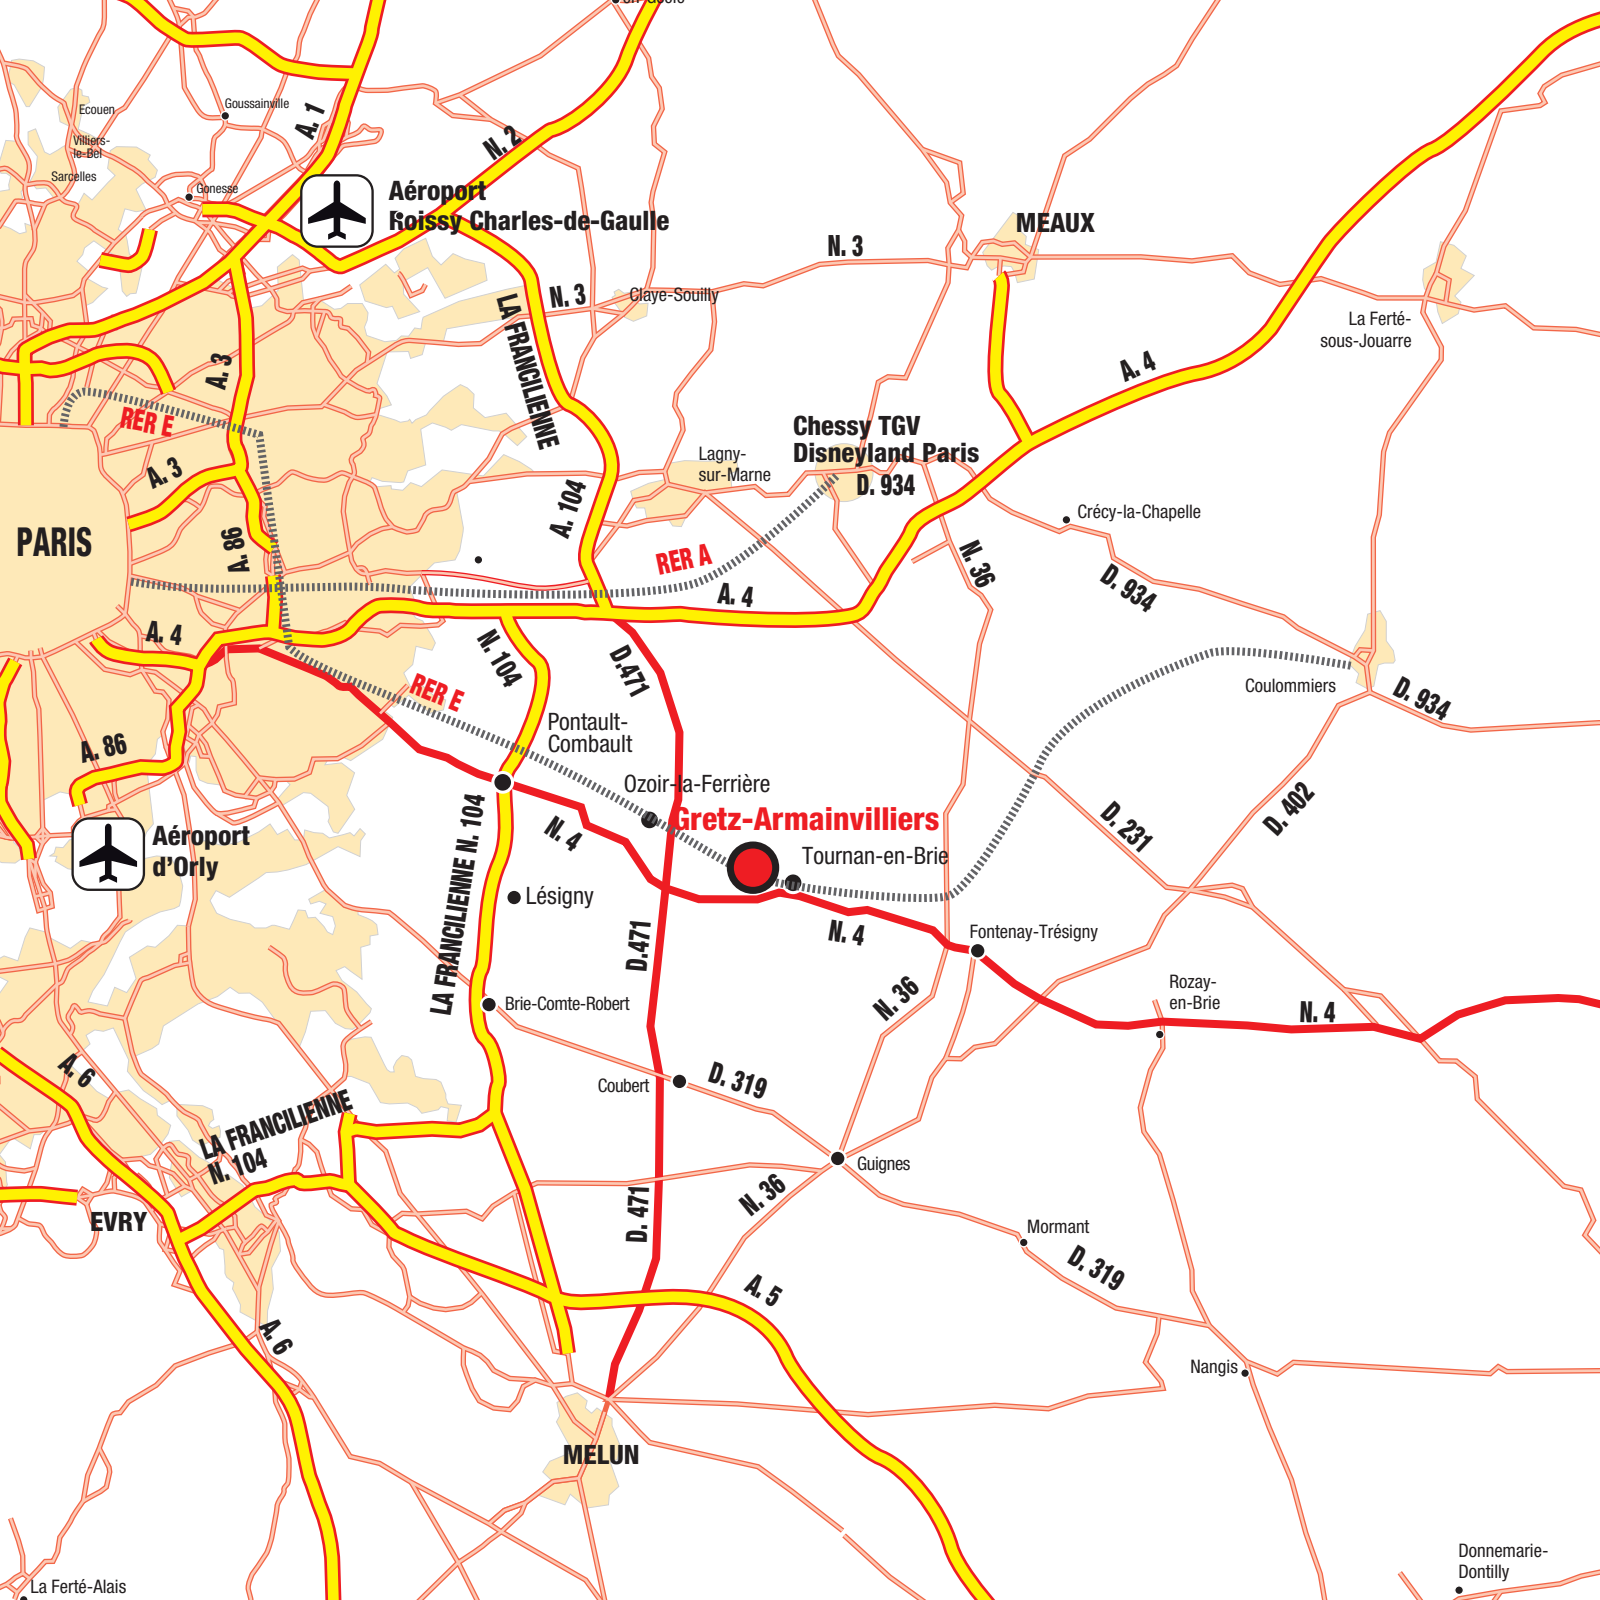 en-Goële
Ecouen
Goussainville
A. 1
Villiers-
le-Bel
Sarcelles
Gonesse
N. 2
Aéroport
Roissy Charles-de-Gaulle
MEAUX
N. 3
N. 3
Claye-Souilly
LA FRANCILIENNE
La Ferté-
sous-Jouarre
A. 3
A. 4
RER E
A. 3
Chessy TGV
Disneyland Paris
D. 934
Lagny-
sur-Marne
A. 104
Crécy-la-Chapelle
PARIS
A. 86
RER A
N. 36
D. 934
A. 4
A. 4
N. 104
D.471
RER E
Coulommiers
D. 934
Pontault-
Combault
A. 86
Ozoir-la-Ferrière
Gretz-Armainvilliers
D. 402
D. 231
N. 4
Aéroport
d'Orly
Tournan-en-Brie
LA FRANCILIENNE N. 104
Lésigny
D.471
N. 4
Fontenay-Trésigny
N. 36
Rozay-
en-Brie
N. 4
Brie-Comte-Robert
A. 6
Coubert
D. 319
LA FRANCILIENNE
N. 104
Guignes
N. 36
EVRY
D. 471
Mormant
D. 319
A. 5
A. 6
Nangis
MELUN
Donnemarie-
Dontilly
La Ferté-Alais